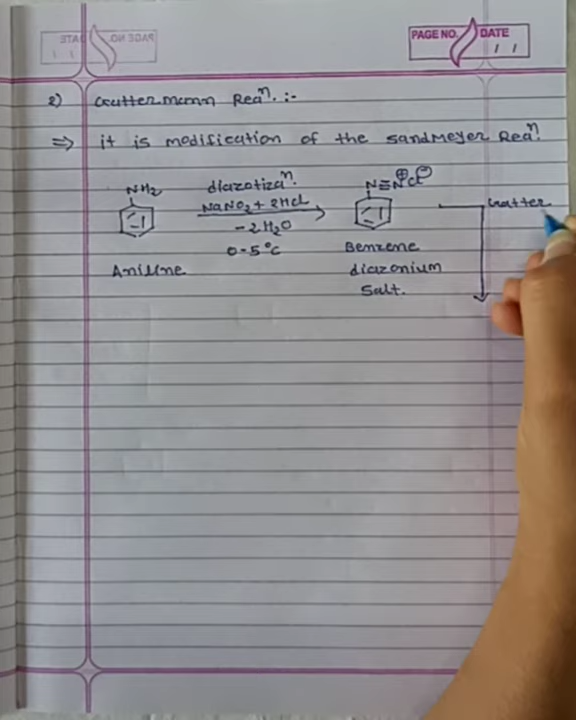 PAGE NO. DATE
/ /
2) Gattermann Reaⁿ. :-
⇒ it is modification of the sandmeyer Reaⁿ.
NH2 diazotizaⁿ. N≡N⊕Cl⊖
NaNO2 + 2HCl Gatter
-2H2O
0-5°C Benzene
Aniline diazonium
Salt.